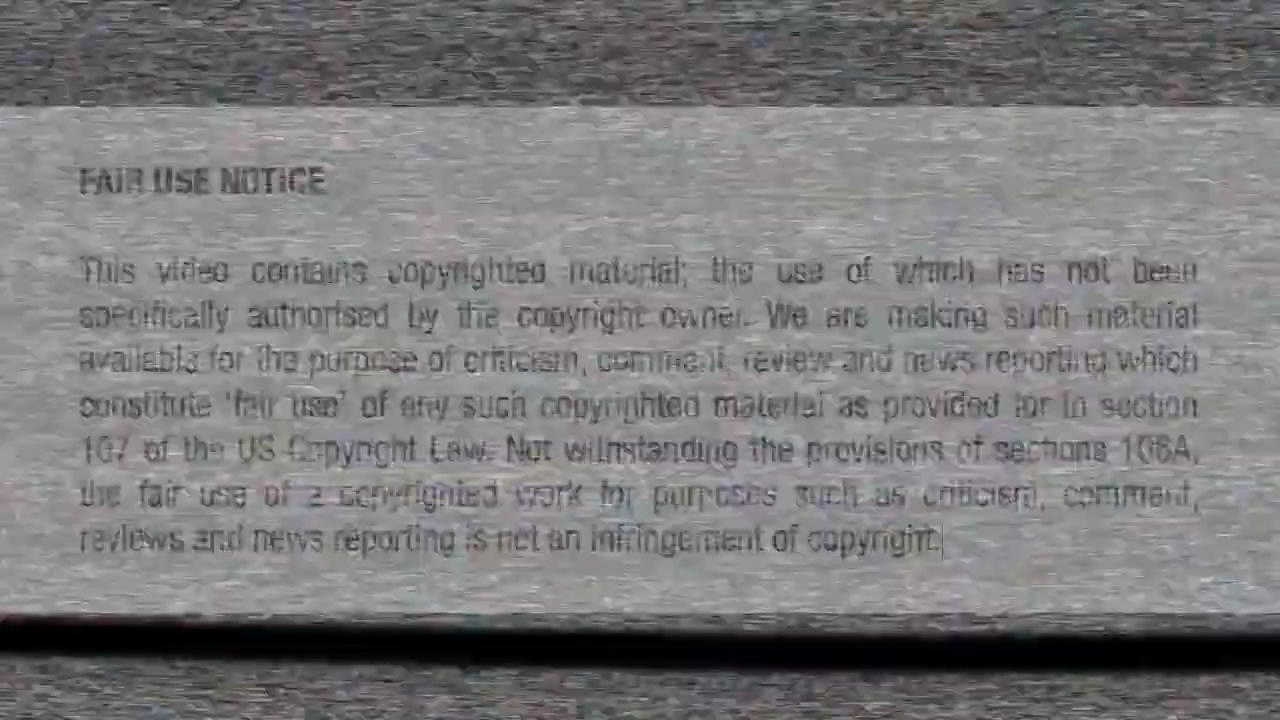 FAIR USE NOTICE
This video contains copyrighted material; the use of which has not been
specifically authorised by the copyright owner. We are making such material
available for the purpose of criticism, comment, review and news reporting which
constitute 'fair use' of any such copyrighted material as provided for in section
107 of the US Copyright Law. Not withstanding the provisions of sections 106A,
the fair use of a copyrighted work for purposes such as criticism, comment,
reviews and news reporting is not an infringement of copyright.